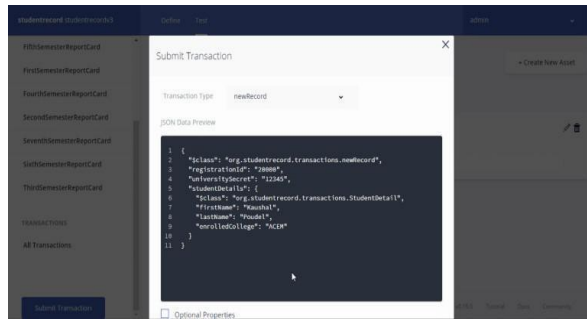 studentrecord studentrecordv3
Define Test
admin
FifthSemesterReportCard
FirstSemesterReportCard
FourthSemesterReportCard
SecondSemesterReportCard
SeventhSemesterReportCard
SixthSemesterReportCard
ThirdSemesterReportCard
TRANSACTIONS
All Transactions
Submit Transaction
+ Create New Asset
Submit Transaction
X
Transaction Type newRecord
JSON Data Preview
1 {
2 "$class": "org.studentrecord.transactions.newRecord",
3 "registrationId": "20000",
4 "universitySecret": "12345",
5 "studentDetails": {
6 "$class": "org.studentrecord.transactions.StudentDetail",
7 "firstName": "Kaushal",
8 "lastName": "Poudel",
9 "enrolledCollege": "ACEM"
10 }
11 }
Optional Properties